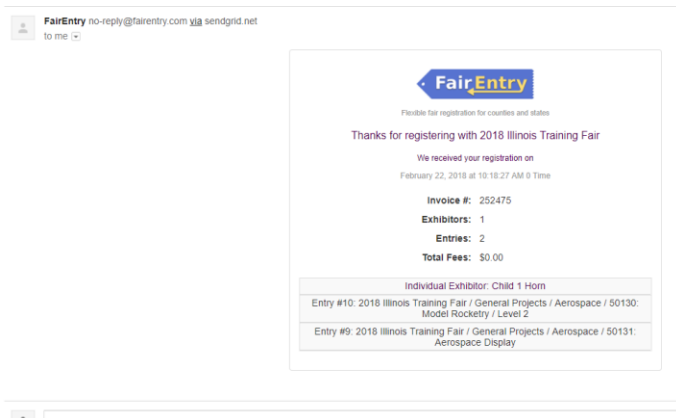 FairEntry no-reply@fairentry.com via sendgrid.net
to me
FairEntry
Flexible fair registration for counties and states
Thanks for registering with 2018 Illinois Training Fair
We received your registration on
February 22, 2018 at 10:18:27 AM 0 Time
Invoice #: 252475
Exhibitors: 1
Entries: 2
Total Fees: $0.00
Individual Exhibitor: Child 1 Horn
Entry #10: 2018 Illinois Training Fair / General Projects / Aerospace / 50130:
Model Rocketry / Level 2
Entry #9: 2018 Illinois Training Fair / General Projects / Aerospace / 50131:
Aerospace Display